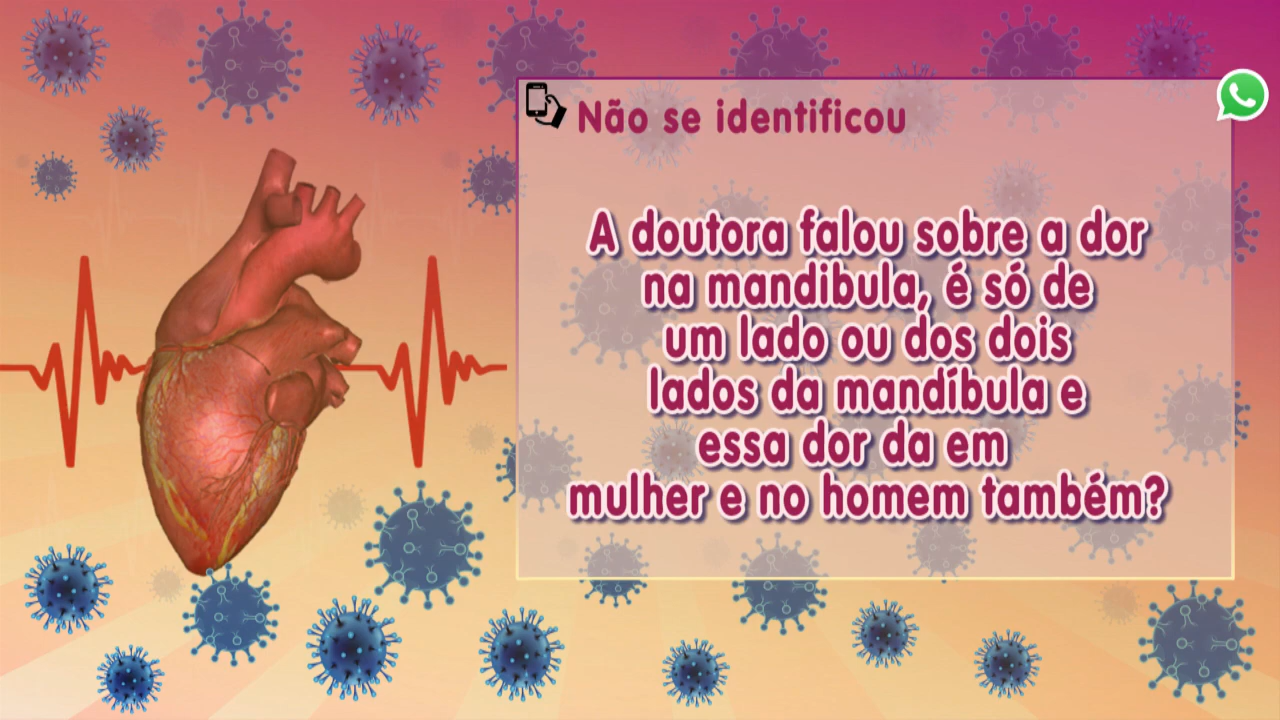 Não se identificou
A doutora falou sobre a dor
na mandibula, é só de
um lado ou dos dois
lados da mandíbula e
essa dor da em
mulher e no homem também?